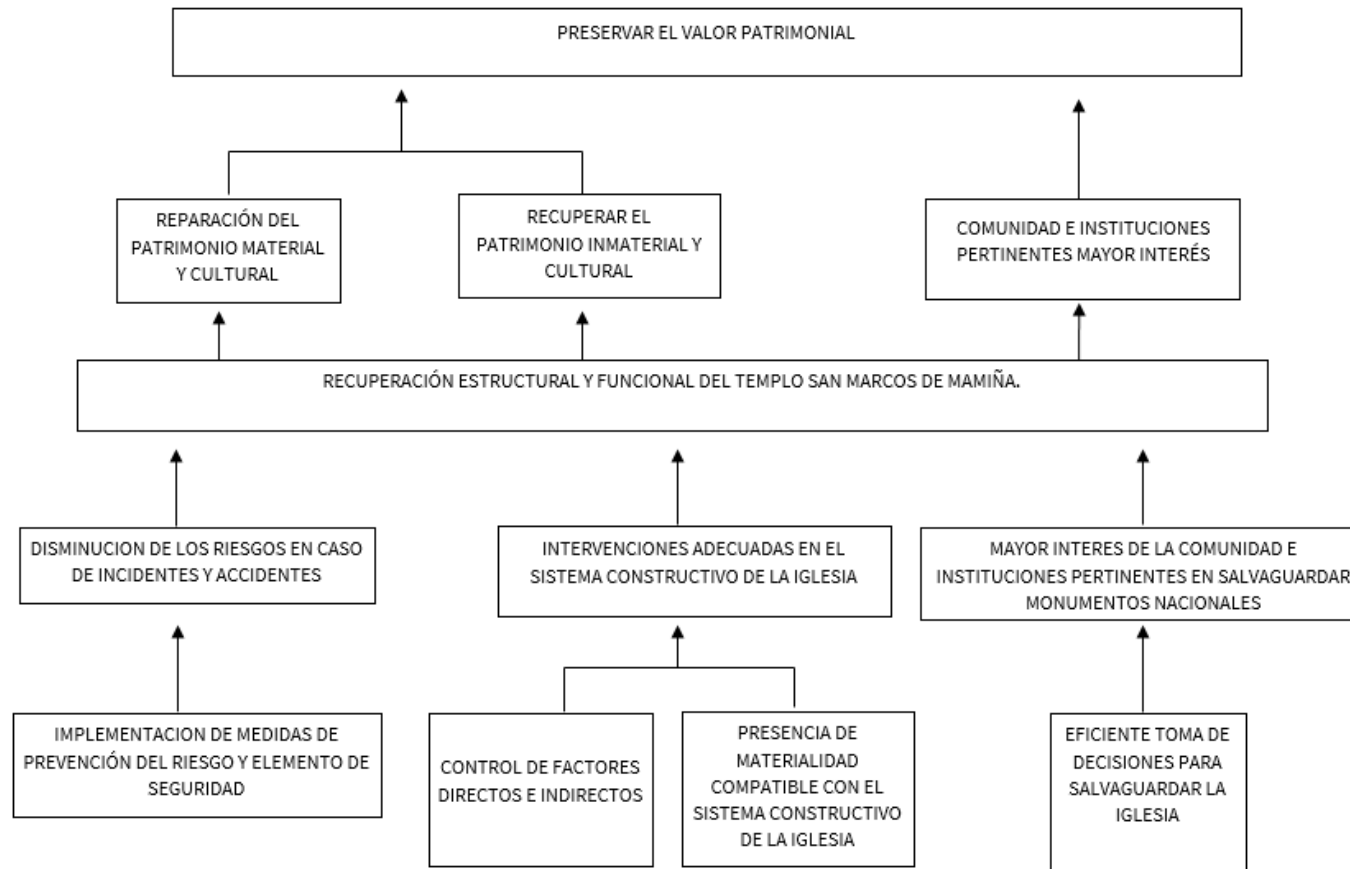 PRESERVAR EL VALOR PATRIMONIAL
REPARACIÓN DEL
PATRIMONIO MATERIAL
Y CULTURAL
RECUPERAR EL
PATRIMONIO INMATERIAL Y
CULTURAL
COMUNIDAD E INSTITUCIONES
PERTINENTES MAYOR INTERÉS
RECUPERACIÓN ESTRUCTURAL Y FUNCIONAL DEL TEMPLO SAN MARCOS DE MAMIÑA.
DISMINUCION DE LOS RIESGOS EN CASO
DE INCIDENTES Y ACCIDENTES
INTERVENCIONES ADECUADAS EN EL
SISTEMA CONSTRUCTIVO DE LA IGLESIA
MAYOR INTERES DE LA COMUNIDAD E
INSTITUCIONES PERTINENTES EN SALVAGUARDAR
MONUMENTOS NACIONALES
IMPLEMENTACION DE MEDIDAS DE
PREVENCIÓN DEL RIESGO Y ELEMENTO DE
SEGURIDAD
CONTROL DE FACTORES
DIRECTOS E INDIRECTOS
PRESENCIA DE
MATERIALIDAD
COMPATIBLE CON EL
SISTEMA CONSTRUCTIVO
DE LA IGLESIA
EFICIENTE TOMA DE
DECISIONES PARA
SALVAGUARDAR LA
IGLESIA